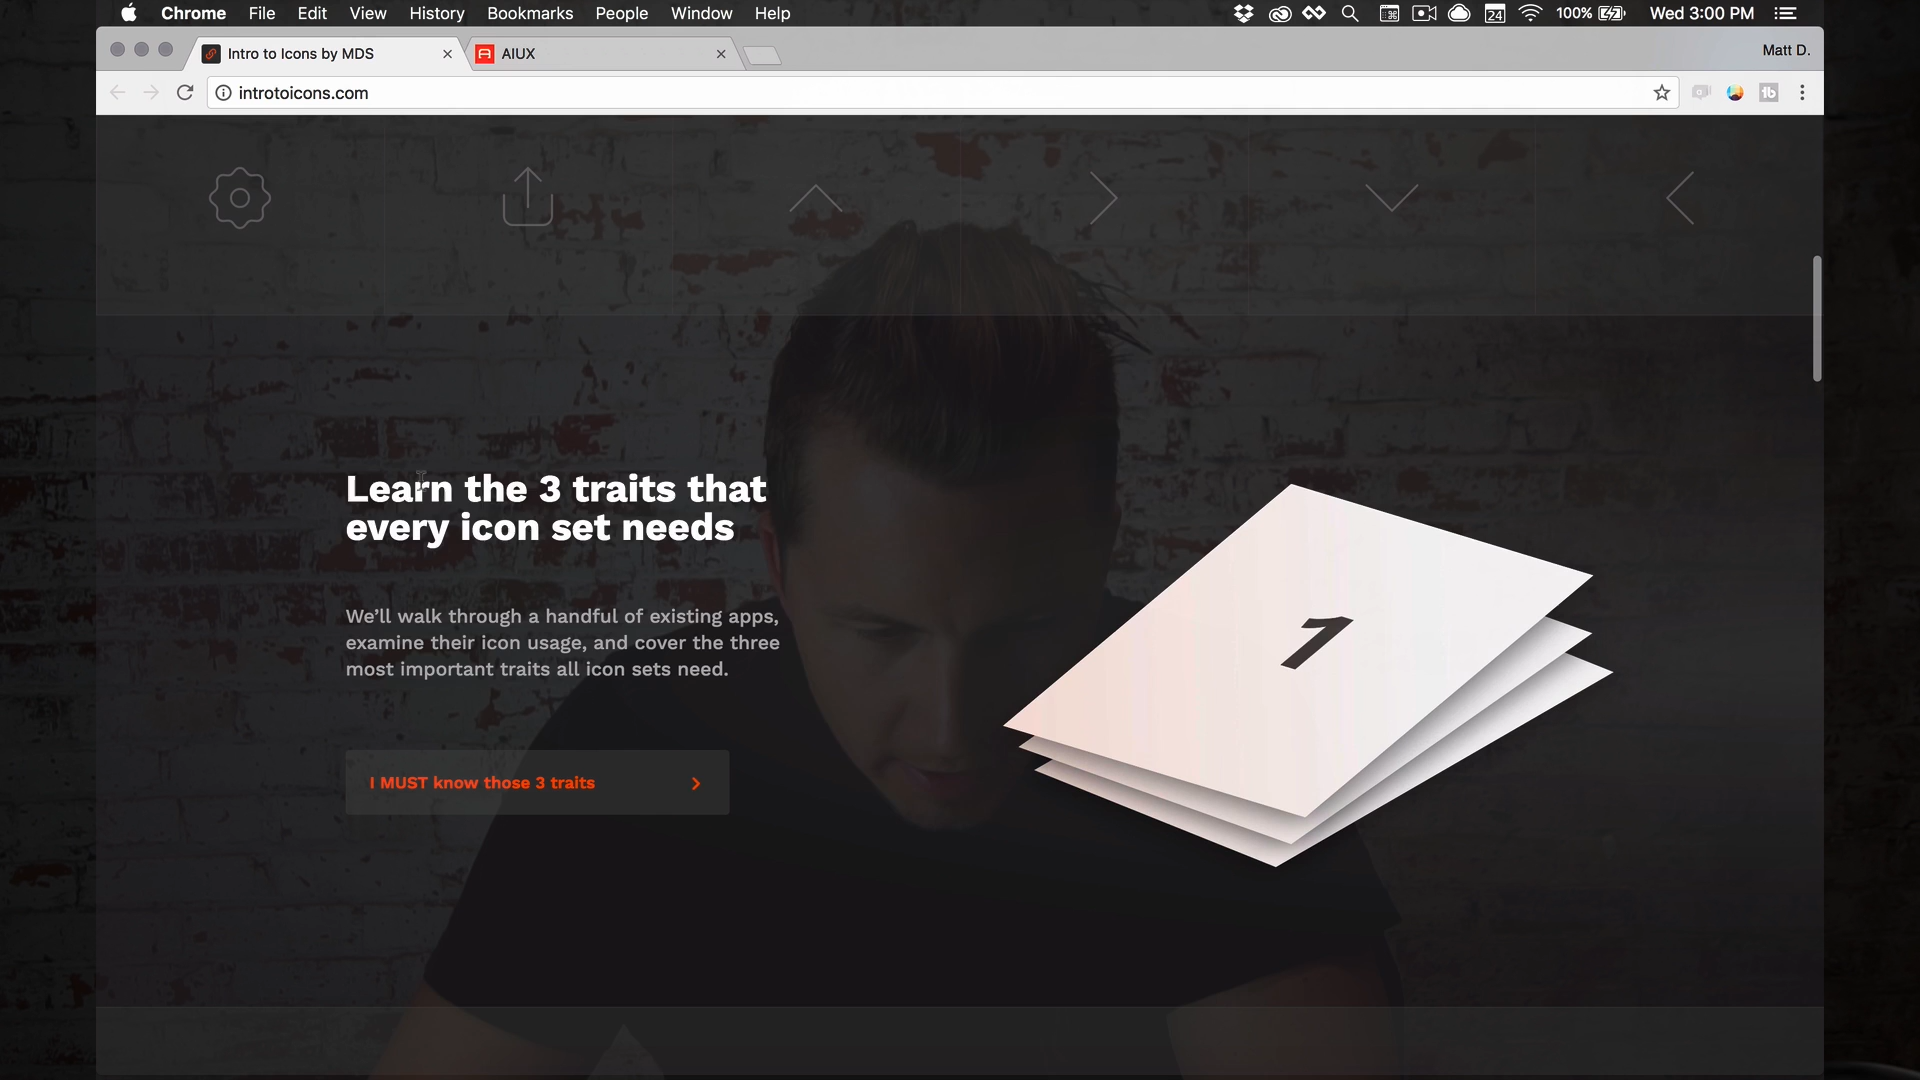 Chrome File Edit View History Bookmarks People Window Help 24 100% Wed 3:00 PM
Intro to Icons by MDS AIUX Matt D.
introtoicons.com
Learn the 3 traits that
every icon set needs
We’ll walk through a handful of existing apps,
examine their icon usage, and cover the three
most important traits all icon sets need.
I MUST know those 3 traits
1